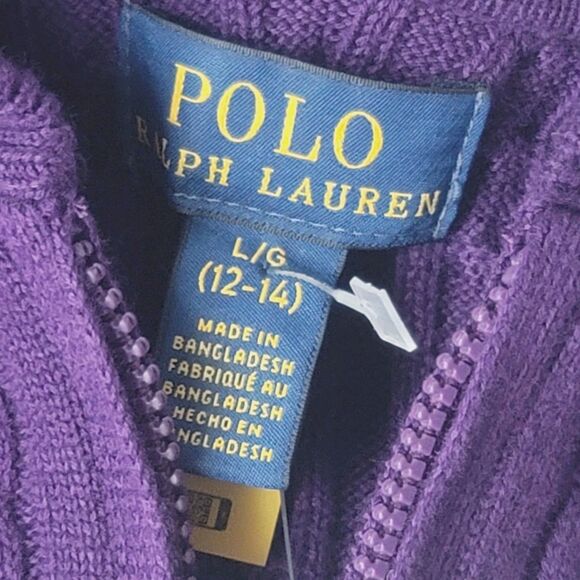 POLO
RALPH LAUREN
L/G
(12-14)
MADE IN
BANGLADESH
FABRIQUÉ AU
BANGLADESH
HECHO EN
BANGLADESH